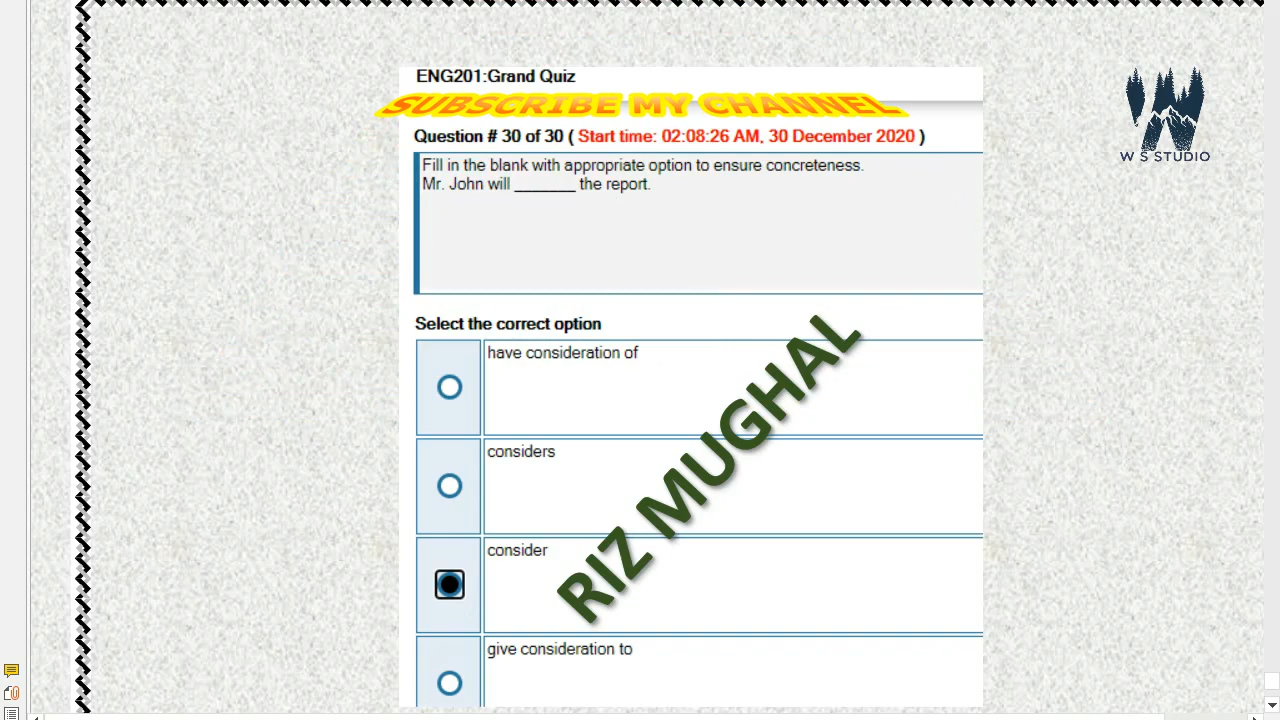 ENG201:Grand Quiz
SUBSCRIBE MY CHANNEL
W S STUDIO
Question # 30 of 30 ( Start time: 02:08:26 AM, 30 December 2020 )
Fill in the blank with appropriate option to ensure concreteness.
Mr. John will _______ the report.
Select the correct option
have consideration of
considers
consider
give consideration to
RIZ MUGHAL